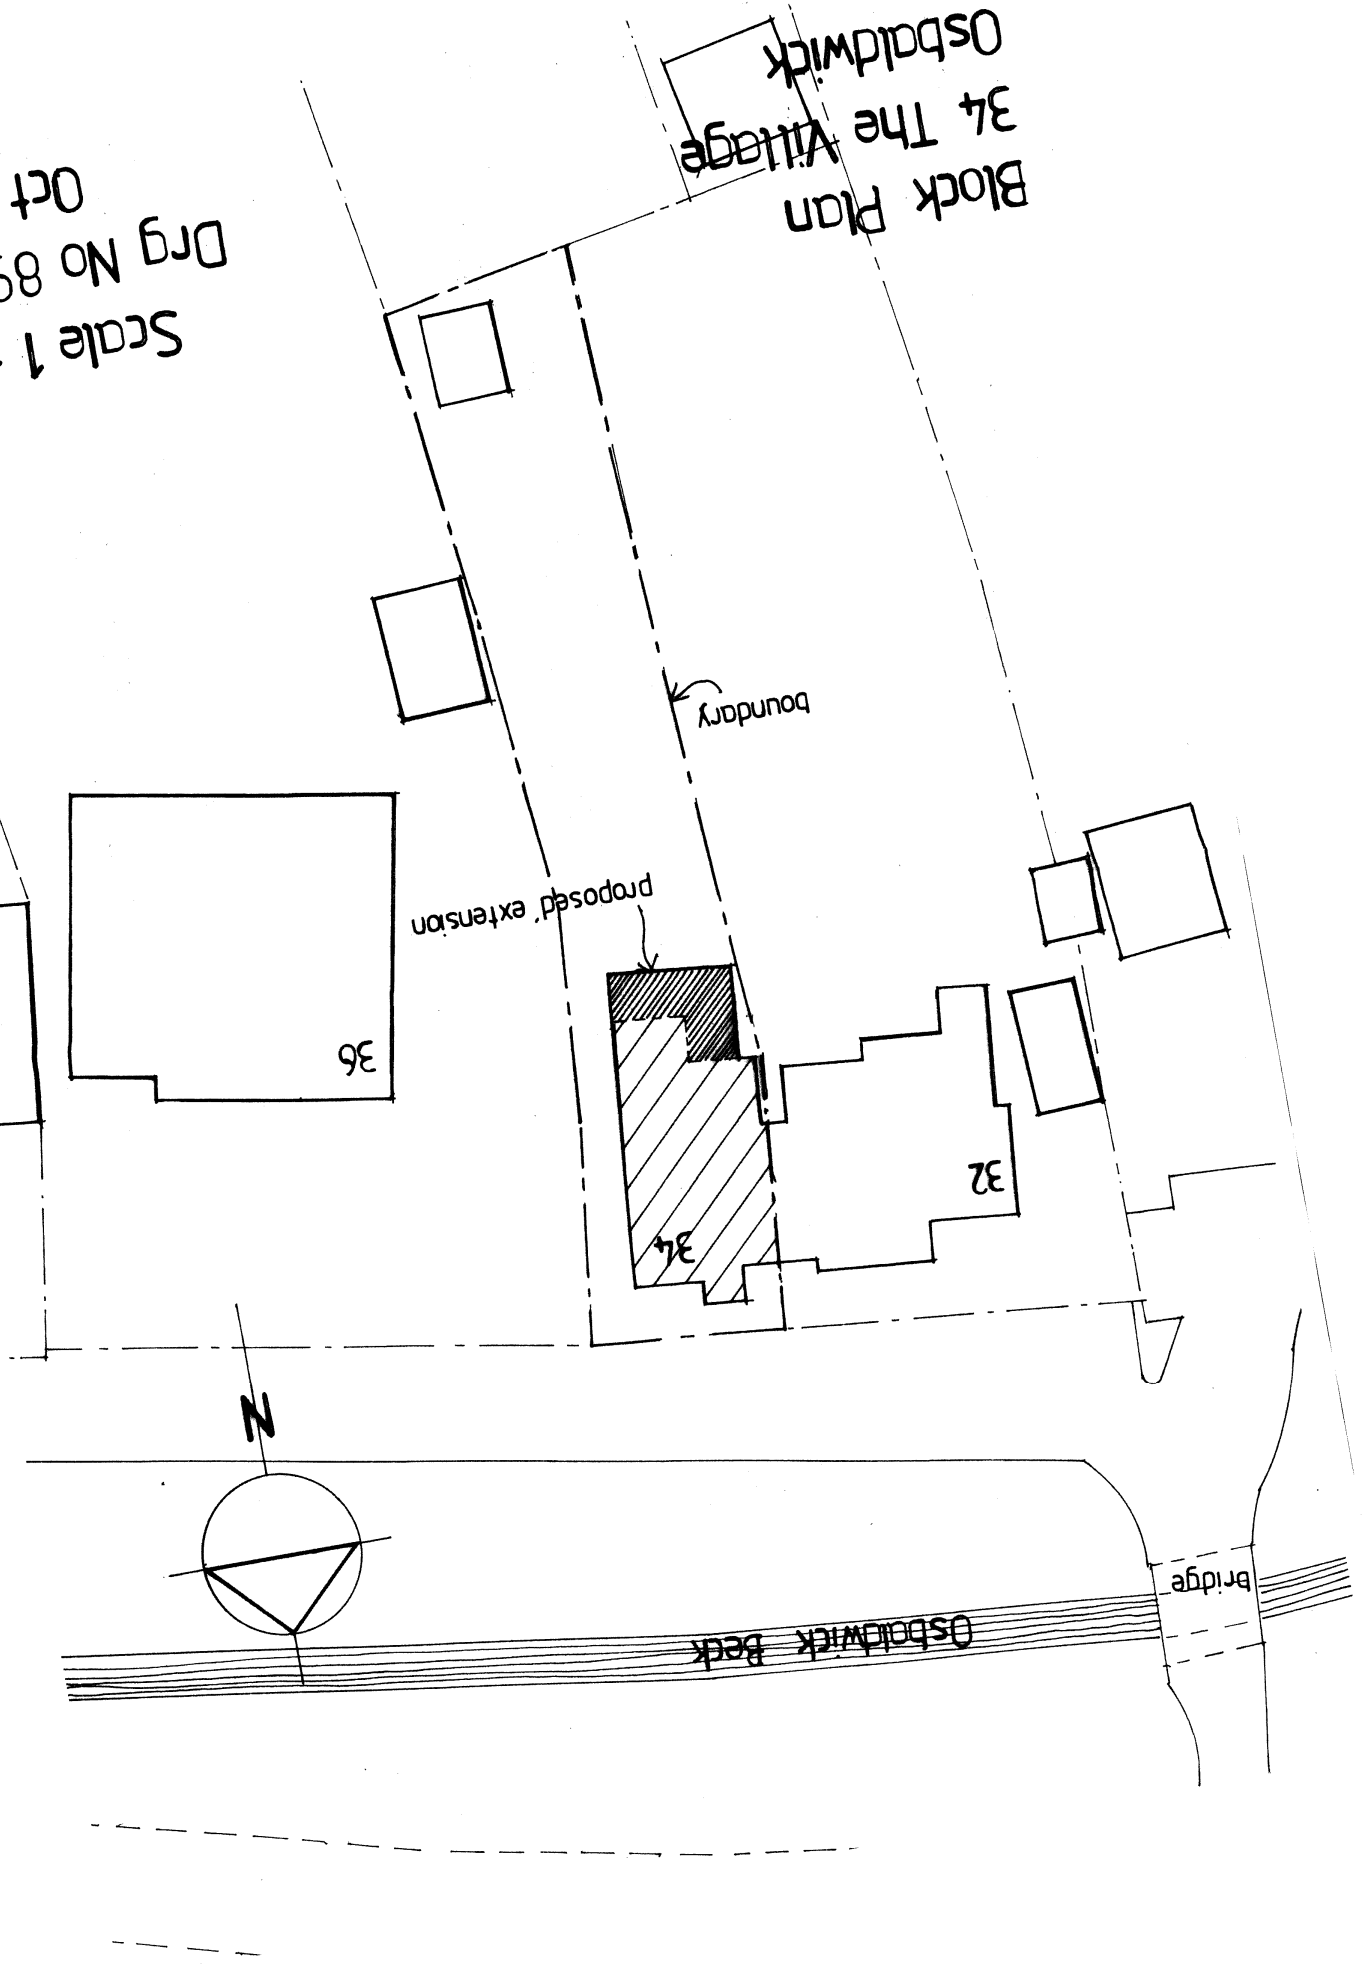 Osbaldwick Beck
bridge
N
34
32
36
proposed extension
boundary
Scale 1
Drg No 89
Oct
Block Plan
34 The Village
Osbaldwick